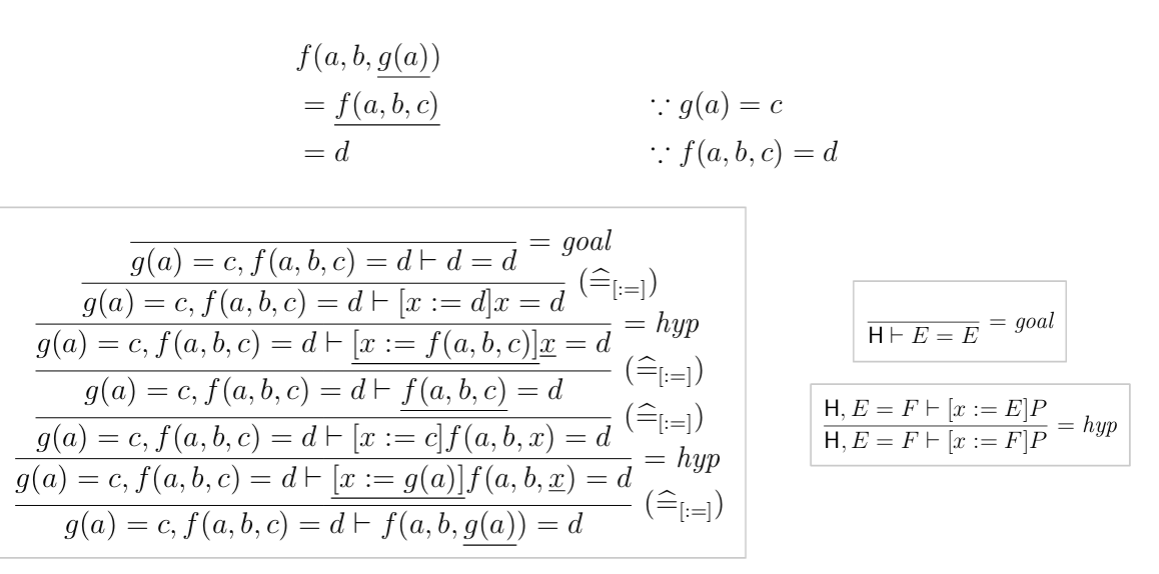 f(a, b, g(a))
= f(a, b, c) ∵ g(a) = c
= d ∵ f(a, b, c) = d
= goal
g(a) = c, f(a, b, c) = d ⊢ d = d
(≙[:=])
g(a) = c, f(a, b, c) = d ⊢ [x := d]x = d
= hyp
g(a) = c, f(a, b, c) = d ⊢ [x := f(a, b, c)]x = d
(≙[:=])
g(a) = c, f(a, b, c) = d ⊢ f(a, b, c) = d
(≙[:=])
g(a) = c, f(a, b, c) = d ⊢ [x := c]f(a, b, x) = d
= hyp
g(a) = c, f(a, b, c) = d ⊢ [x := g(a)]f(a, b, x) = d
(≙[:=])
g(a) = c, f(a, b, c) = d ⊢ f(a, b, g(a)) = d
= goal
H ⊢ E = E
H, E = F ⊢ [x := E]P
= hyp
H, E = F ⊢ [x := F]P